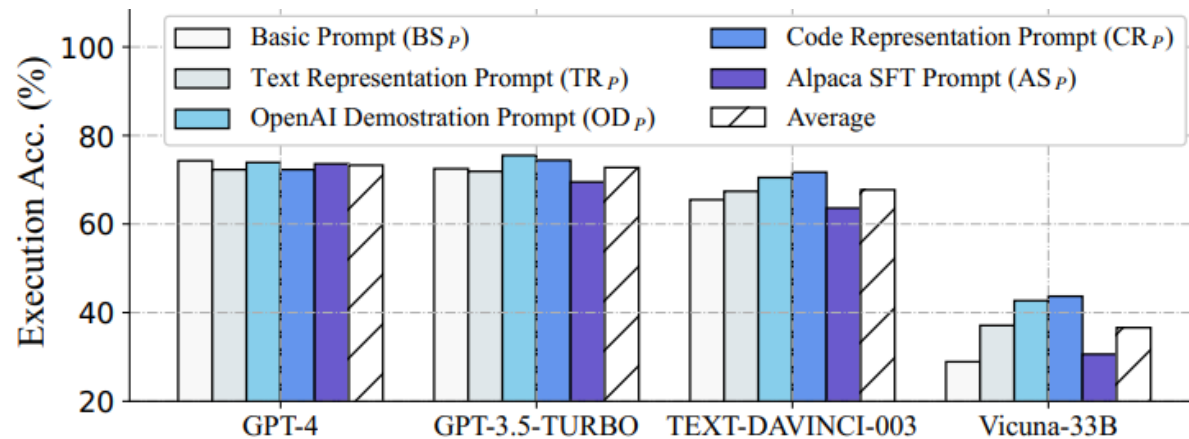 Execution Acc. (%)
100
80
60
40
20
Basic Prompt (BS P)
Text Representation Prompt (TR P)
OpenAI Demostration Prompt (OD P)
Code Representation Prompt (CR P)
Alpaca SFT Prompt (AS P)
Average
GPT-4
GPT-3.5-TURBO
TEXT-DAVINCI-003
Vicuna-33B